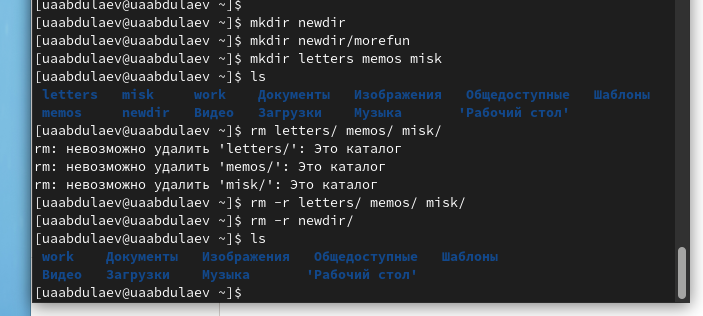 [uaabdulaev@uaabdulaev ~]$
[uaabdulaev@uaabdulaev ~]$ mkdir newdir
[uaabdulaev@uaabdulaev ~]$ mkdir newdir/morefun
[uaabdulaev@uaabdulaev ~]$ mkdir letters memos misk
[uaabdulaev@uaabdulaev ~]$ ls
letters misk work Документы Изображения Общедоступные Шаблоны
memos newdir Видео Загрузки Музыка 'Рабочий стол'
[uaabdulaev@uaabdulaev ~]$ rm letters/ memos/ misk/
rm: невозможно удалить 'letters/': Это каталог
rm: невозможно удалить 'memos/': Это каталог
rm: невозможно удалить 'misk/': Это каталог
[uaabdulaev@uaabdulaev ~]$ rm -r letters/ memos/ misk/
[uaabdulaev@uaabdulaev ~]$ rm -r newdir/
[uaabdulaev@uaabdulaev ~]$ ls
work Документы Изображения Общедоступные Шаблоны
Видео Загрузки Музыка 'Рабочий стол'
[uaabdulaev@uaabdulaev ~]$